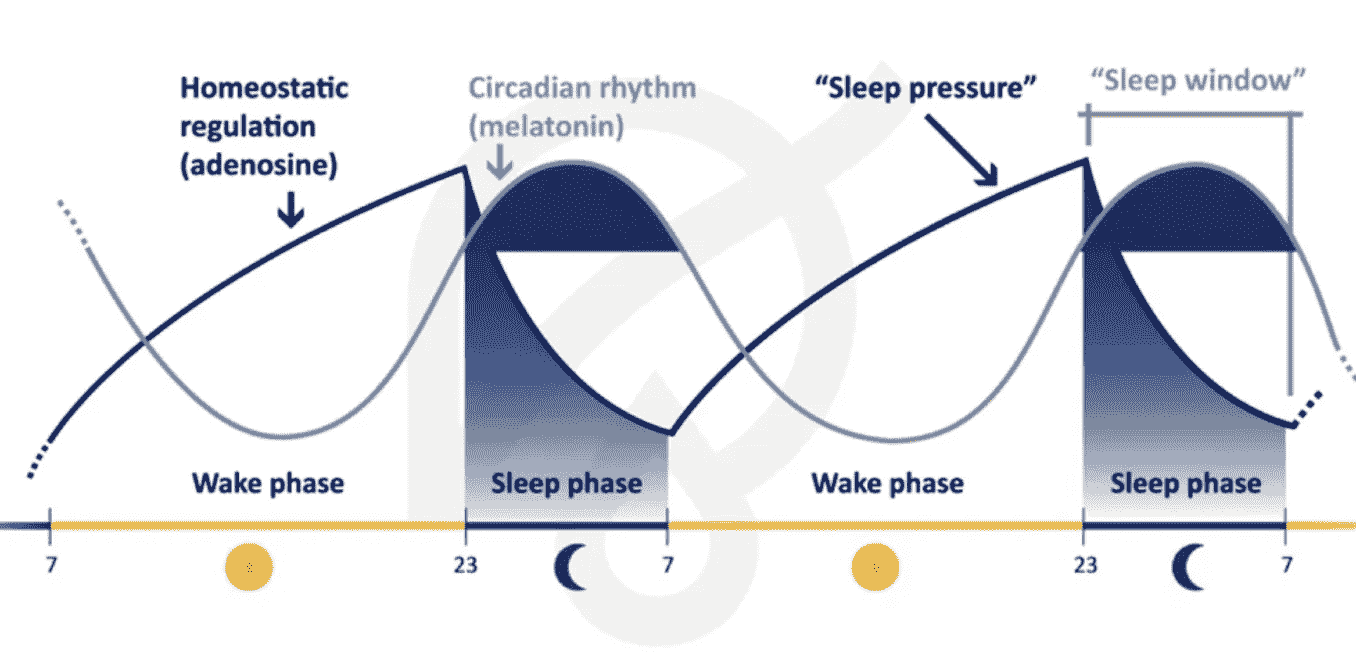 Homeostatic
regulation
(adenosine)
Circadian rhythm
(melatonin)
“Sleep pressure”
“Sleep window”
Wake phase
Sleep phase
Wake phase
Sleep phase
7
23
7
23
7